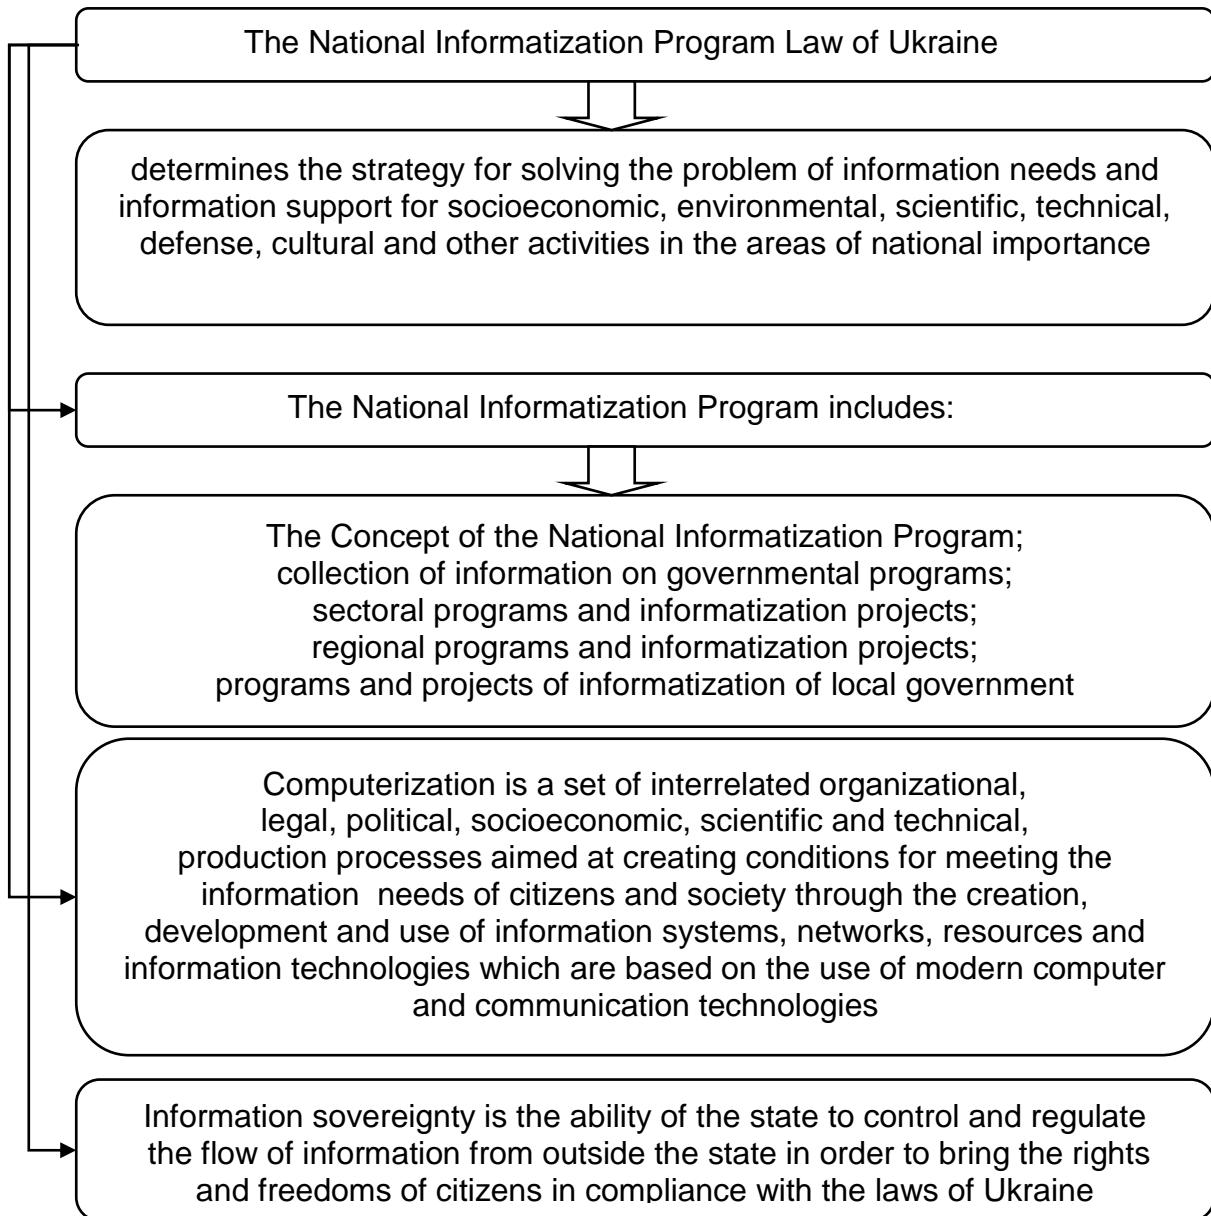 The National Informatization Program Law of Ukraine
determines the strategy for solving the problem of information needs and
information support for socioeconomic, environmental, scientific, technical,
defense, cultural and other activities in the areas of national importance
The National Informatization Program includes:
The Concept of the National Informatization Program;
collection of information on governmental programs;
sectoral programs and informatization projects;
regional programs and informatization projects;
programs and projects of informatization of local government
Computerization is a set of interrelated organizational,
legal, political, socioeconomic, scientific and technical,
production processes aimed at creating conditions for meeting the
information needs of citizens and society through the creation,
development and use of information systems, networks, resources and
information technologies which are based on the use of modern computer
and communication technologies
Information sovereignty is the ability of the state to control and regulate
the flow of information from outside the state in order to bring the rights
and freedoms of citizens in compliance with the laws of Ukraine